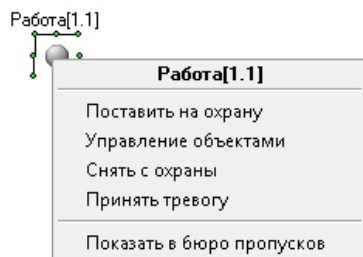 Работа[1.1]
Работа[1.1]
Поставить на охрану
Управление объектами
Снять с охраны
Принять тревогу
Показать в бюро пропусков